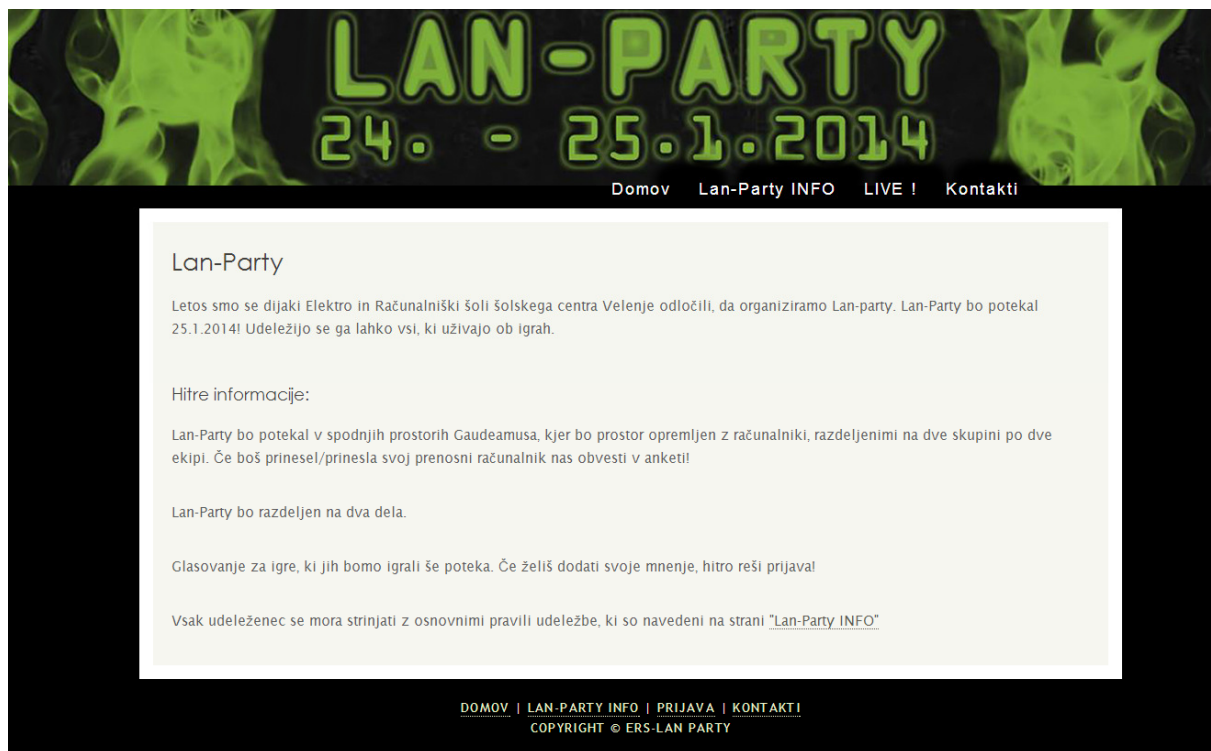 LAN-PARTY
24. - 25.1.2014
Domov Lan-Party INFO LIVE ! Kontakti
Lan-Party
Letos smo se dijaki Elektro in Računalniški šoli šolskega centra Velenje odločili, da organiziramo Lan-party. Lan-Party bo potekal
25.1.2014! Udeležijo se ga lahko vsi, ki uživajo ob igrah.
Hitre informacije:
Lan-Party bo potekal v spodnjih prostorih Gaudeamusa, kjer bo prostor opremljen z računalniki, razdeljenimi na dve skupini po dve
ekipi. Če boš prinesel/prinesla svoj prenosni računalnik nas obvesti v anketi!
Lan-Party bo razdeljen na dva dela.
Glasovanje za igre, ki jih bomo igrali še poteka. Če želiš dodati svoje mnenje, hitro reši prijava!
Vsak udeleženec se mora strinjati z osnovnimi pravili udeležbe, ki so navedeni na strani "Lan-Party INFO"
DOMOV | LAN-PARTY INFO | PRIJAVA | KONTAKTI
COPYRIGHT © ERS-LAN PARTY